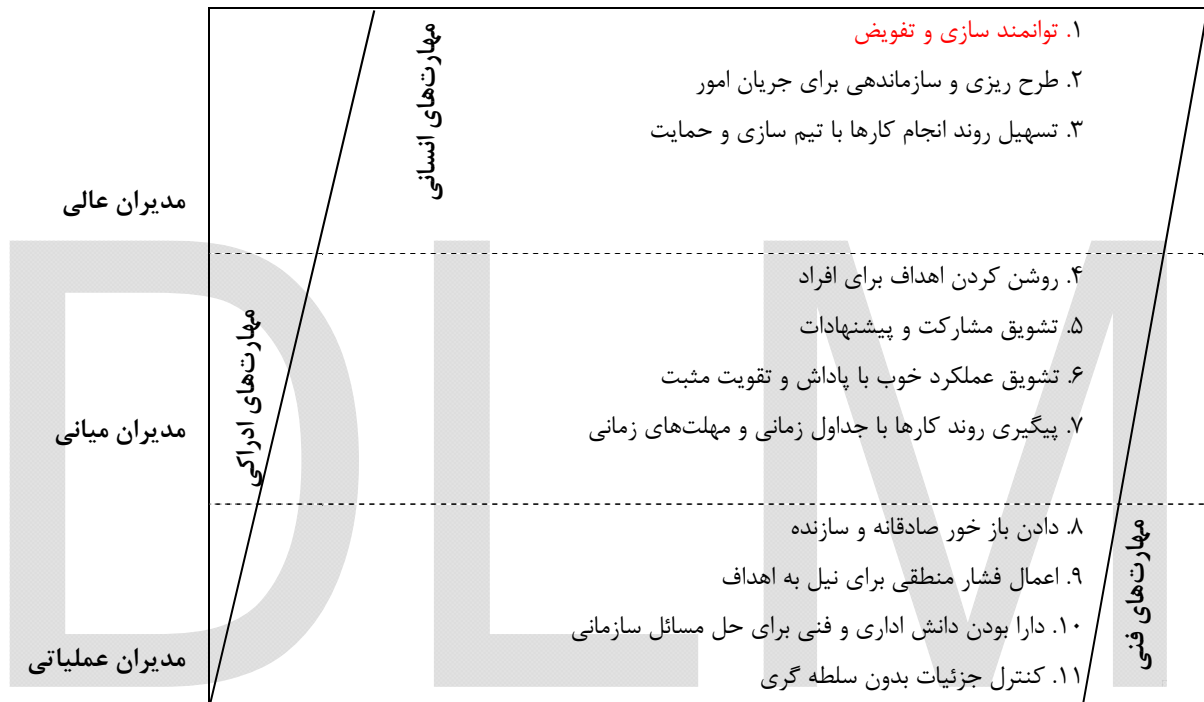 مهارت‌های انسانی
۱. توانمند سازی و تفویض
۲. طرح ریزی و سازماندهی برای جریان امور
۳. تسهیل روند انجام کارها با تیم سازی و حمایت
مدیران عالی
۴. روشن کردن اهداف برای افراد
۵. تشویق مشارکت و پیشنهادات
۶. تشویق عملکرد خوب با پاداش و تقویت مثبت
۷. پیگیری روند کارها با جداول زمانی و مهلت‌های زمانی
مهارت‌های ادراکی
مدیران میانی
۸. دادن باز خور صادقانه و سازنده
۹. اعمال فشار منطقی برای نیل به اهداف
۱۰. دارا بودن دانش اداری و فنی برای حل مسائل سازمانی
۱۱. کنترل جزئیات بدون سلطه گری
مهارت‌های فنی
مدیران عملیاتی
DLM